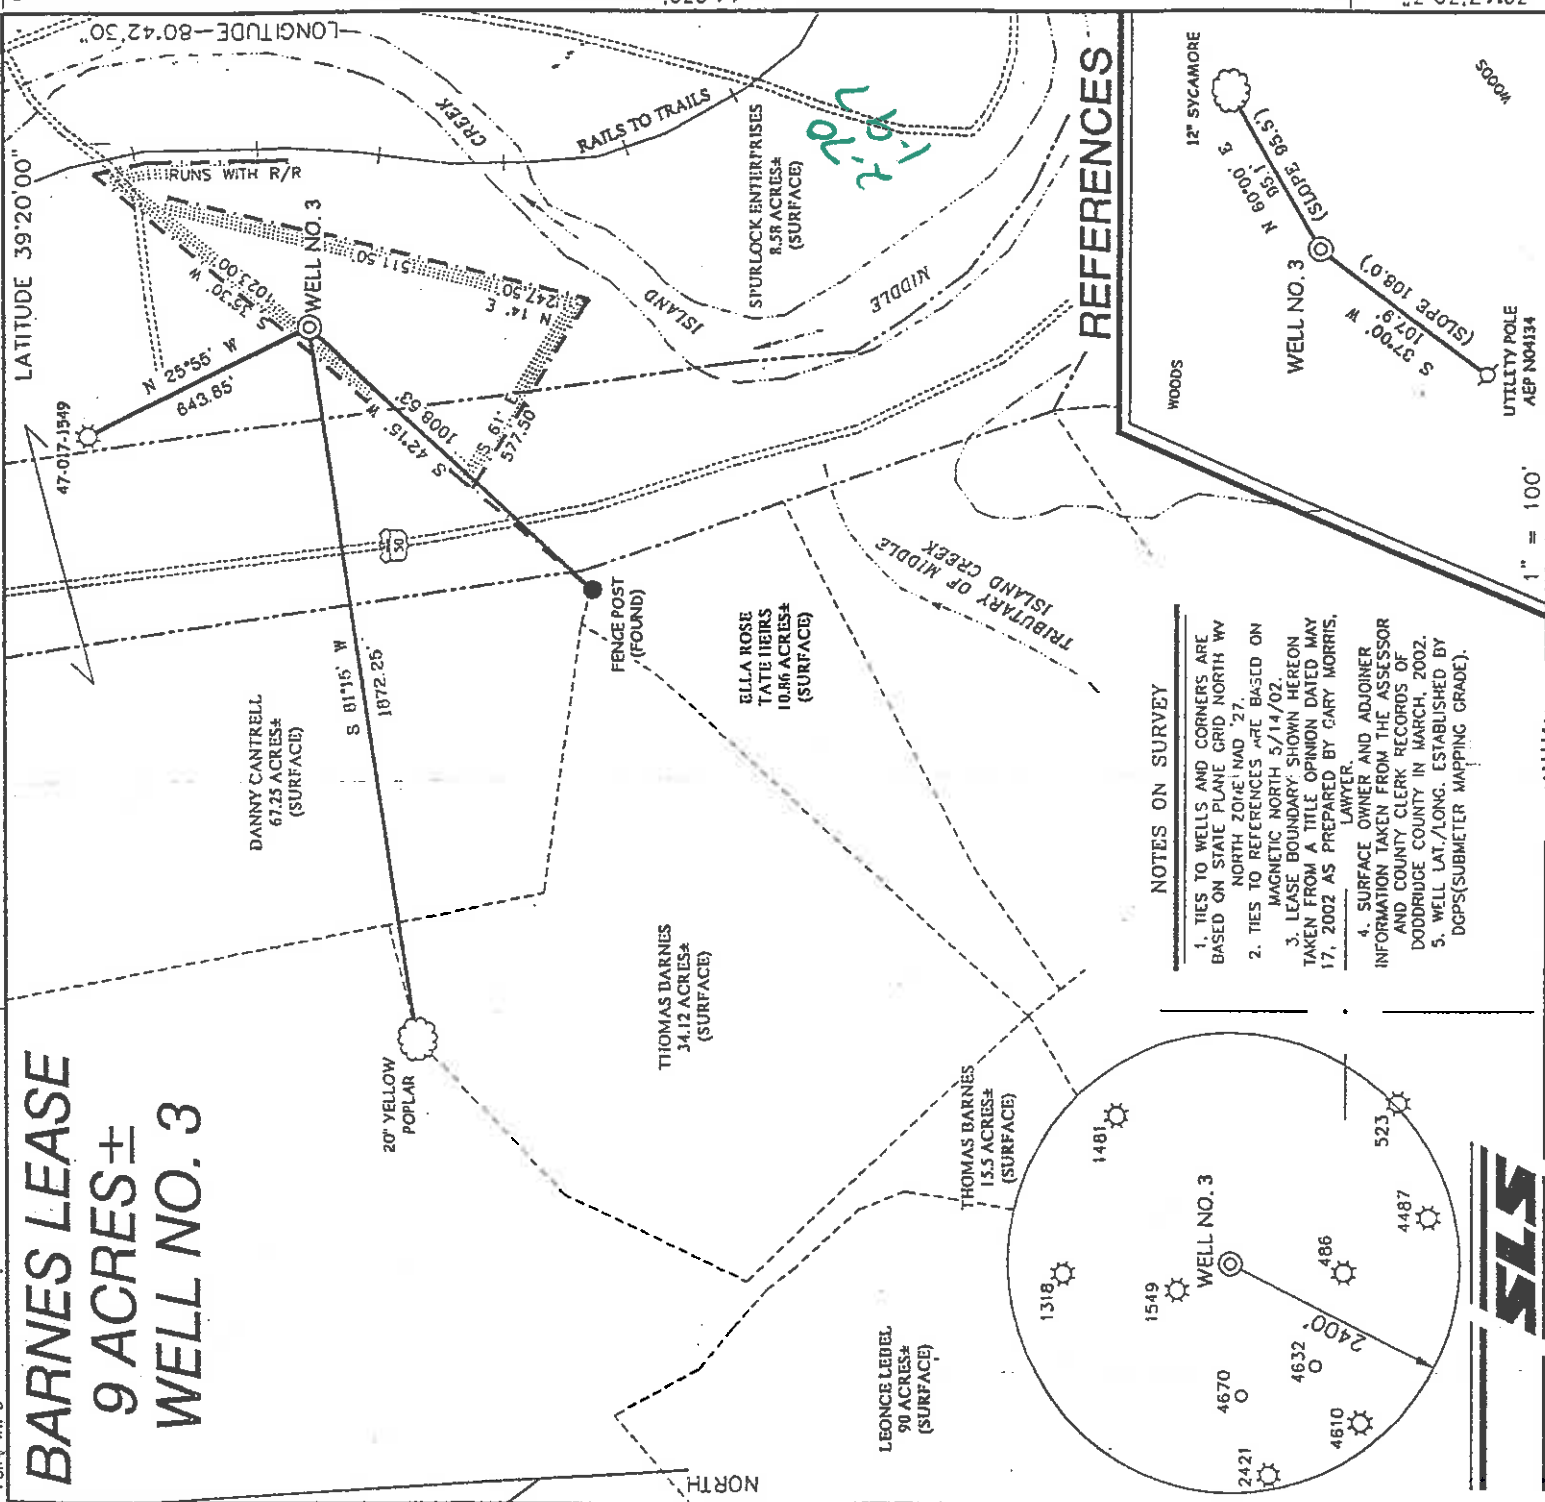 BARNES LEASE
9 ACRES±
WELL NO. 3
LATITUDE 39°20'00"
LONGITUDE-80°42'30"
47-017-1549
N 25°55' W
643.85'
WELL NO. 3
RUNS WITH R/R
1023.00'
511.50'
N 14° E
247.50'
S 61° E
577.50
S 42°15' W
1008.63'
S 81°15' W
1872.25'
50
CREEK
RAILS TO TRAILS
SPURLOCK ENTERPRISES
8.58 ACRES±
(SURFACE)
ISLAND
MIDDLE
FENCE POST
(FOUND)
DANNY CANTRELL
67.25 ACRES±
(SURFACE)
ELLA ROSE
TATE HEIRS
10.86 ACRES±
(SURFACE)
TRIBUTARY OF MIDDLE
ISLAND CREEK
20" YELLOW
POPLAR
THOMAS BARNES
34.12 ACRES±
(SURFACE)
THOMAS BARNES
15.5 ACRES±
(SURFACE)
LEONCE LEBEL
90 ACRES±
(SURFACE)
NORTH
REFERENCES
12" SYCAMORE
N 60°00' E
95.1'
(SLOPE 95.5')
WOODS
WELL NO. 3
S 37°00' W
107.9'
(SLOPE 108.0')
WOODS
UTILITY POLE
AEP N04134
1" = 100'
NOTES ON SURVEY
1. TIES TO WELLS AND CORNERS ARE
BASED ON STATE PLANE GRID NORTH WV
NORTH ZONE NAD '27.
2. TIES TO REFERENCES ARE BASED ON
MAGNETIC NORTH 5/14/02.
3. LEASE BOUNDARY SHOWN HEREON
TAKEN FROM A TITLE OPINION DATED MAY
17, 2002 AS PREPARED BY GARY MORRIS,
LAWYER.
4. SURFACE OWNER AND ADJOINER
INFORMATION TAKEN FROM THE ASSESSOR
AND COUNTY CLERK RECORDS OF
DODDRIDGE COUNTY IN MARCH, 2002.
5. WELL LAT./LONG. ESTABLISHED BY
DGPS(SUBMETER MAPPING GRADE).
1481
523
1318
1549
WELL NO. 3
486
4487
2400'
4632
4670
4610
2421
SLS